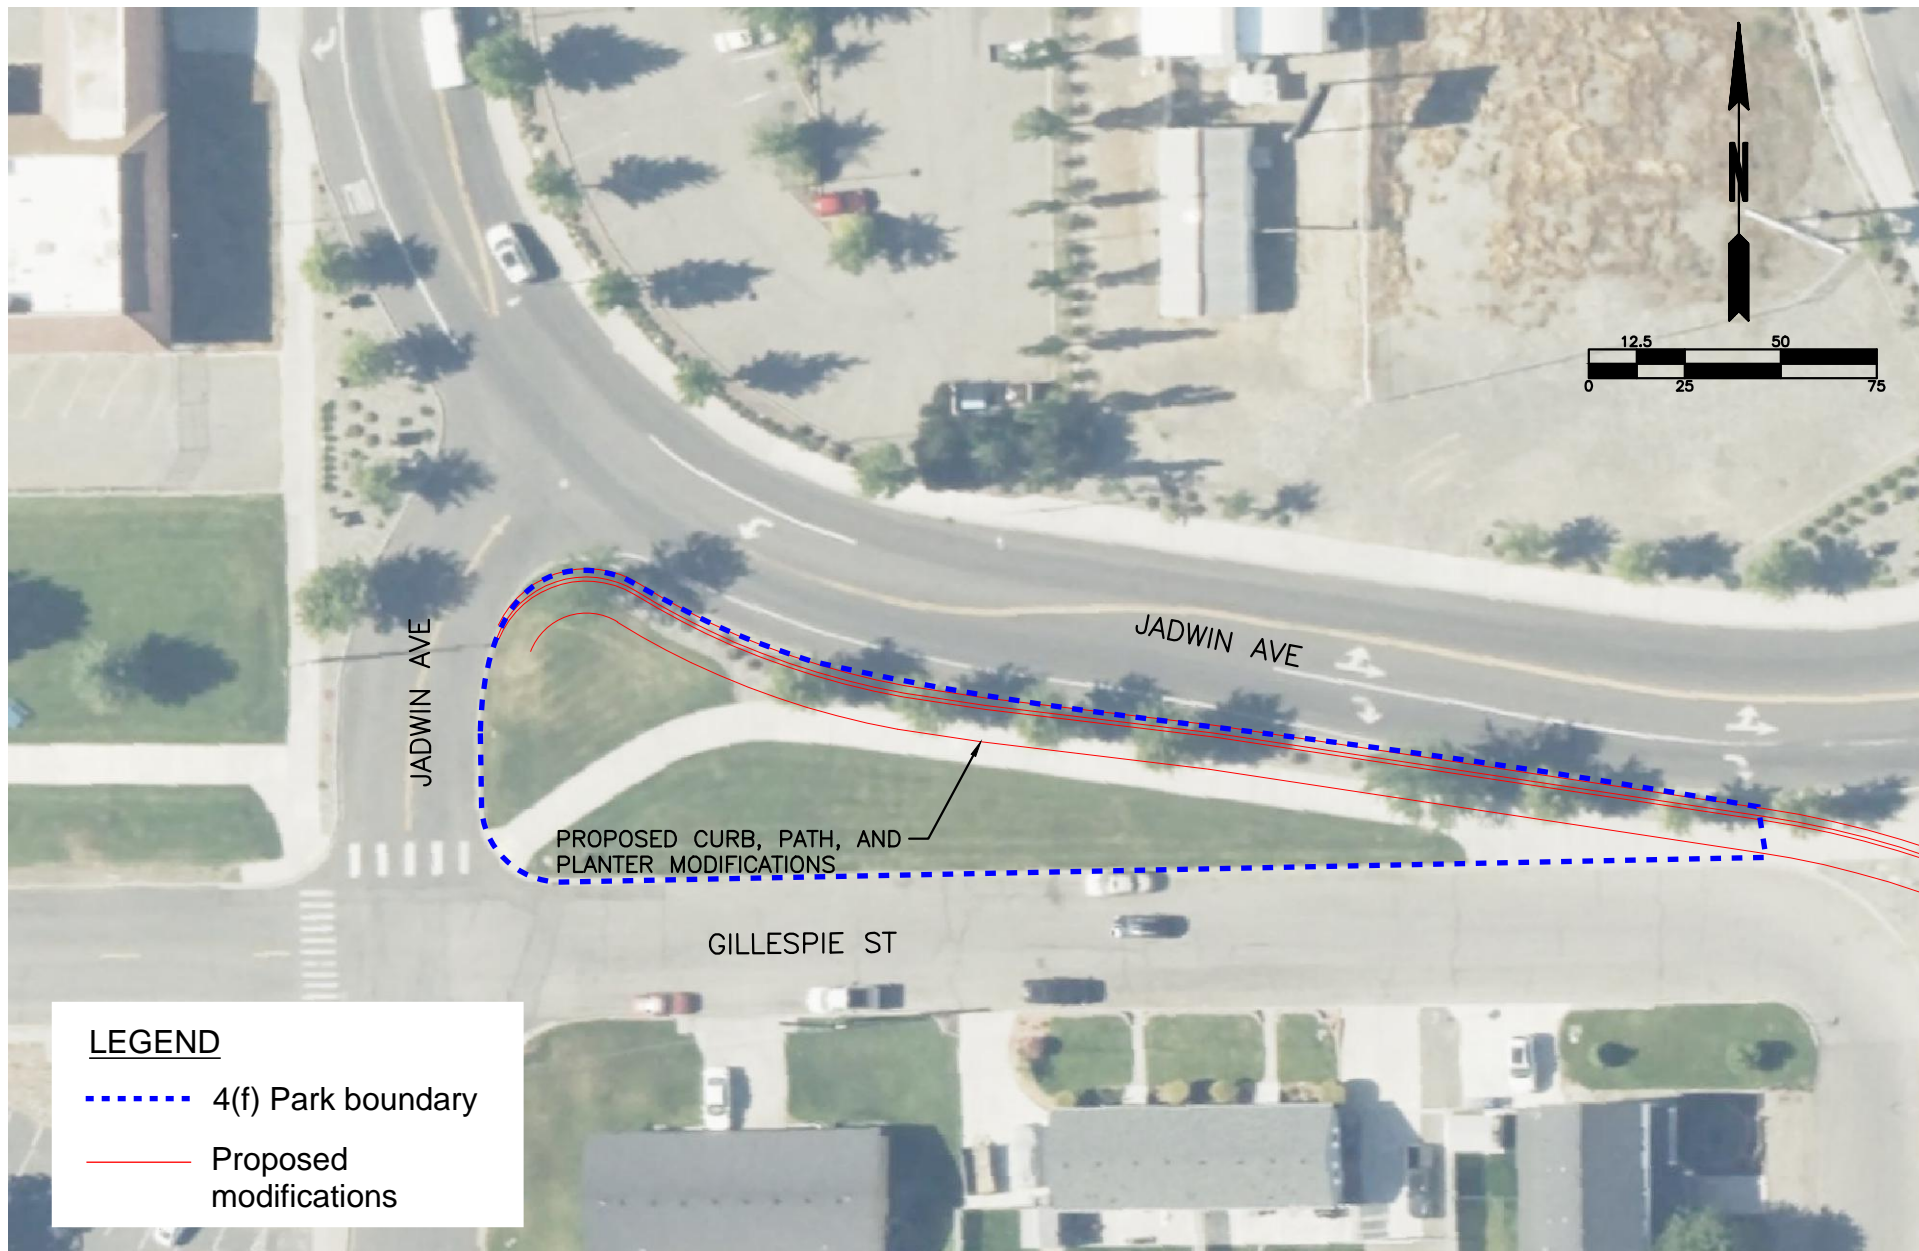 N
12.5 50
0 25 75
JADWIN AVE
JADWIN AVE
PROPOSED CURB, PATH, AND
PLANTER MODIFICATIONS
GILLESPIE ST
LEGEND
4(f) Park boundary
Proposed
modifications